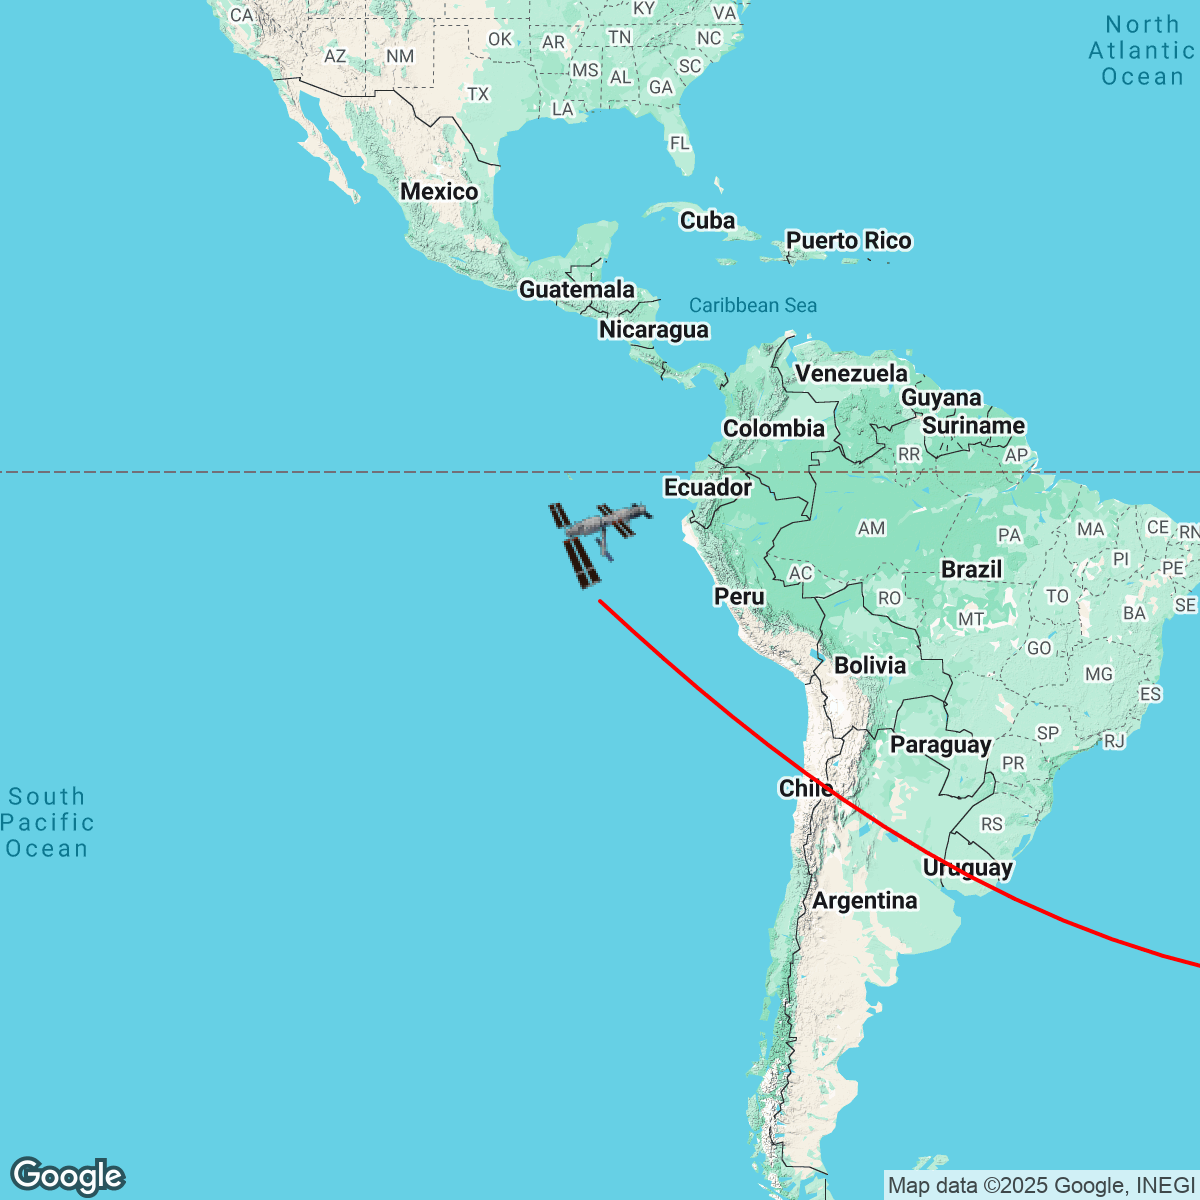 CA
KY
VA
North
Atlantic
Ocean
AZ
NM
OK
AR
TN
NC
MS
AL
SC
GA
TX
LA
FL
Mexico
Cuba
Puerto Rico
Guatemala
Caribbean Sea
Nicaragua
Venezuela
Guyana
Colombia
Suriname
RR
AP
Ecuador
AM
PA
MA
CE
RN
PI
PE
AC
Brazil
Peru
RO
TO
SE
BA
MT
GO
Bolivia
MG
ES
SP
RJ
Paraguay
PR
Chile
South
Pacific
Ocean
RS
Uruguay
Argentina
Google
Map data ©2025 Google, INEGI